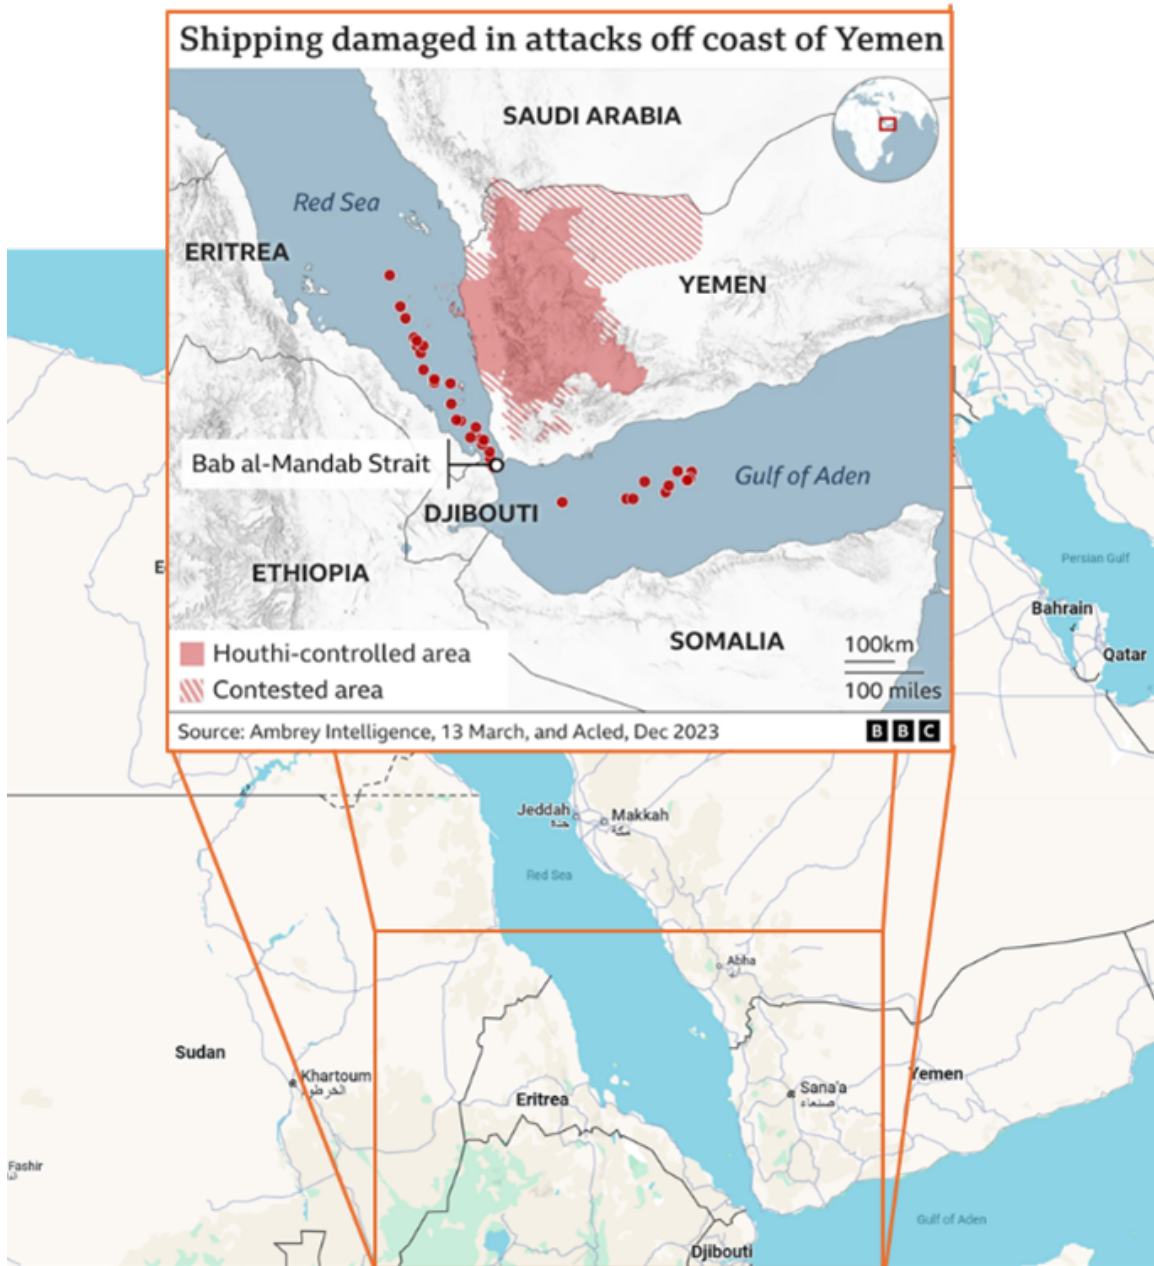 Shipping damaged in attacks off coast of Yemen
SAUDI ARABIA
Red Sea
ERITREA
YEMEN
Bab al-Mandab Strait
Gulf of Aden
DJIBOUTI
ETHIOPIA
SOMALIA
Houthi-controlled area
Contested area
100km
100 miles
Source: Ambrey Intelligence, 13 March, and Acled, Dec 2023
BBC
E
Persian Gulf
Bahrain
Qatar
Jeddah
جدة
Makkah
مكة
Red Sea
Abha
أبها
Sudan
Khartoum
الخرطوم
Yemen
Sana'a
صنعاء
Eritrea
Fashir
Gulf of Aden
Djibouti